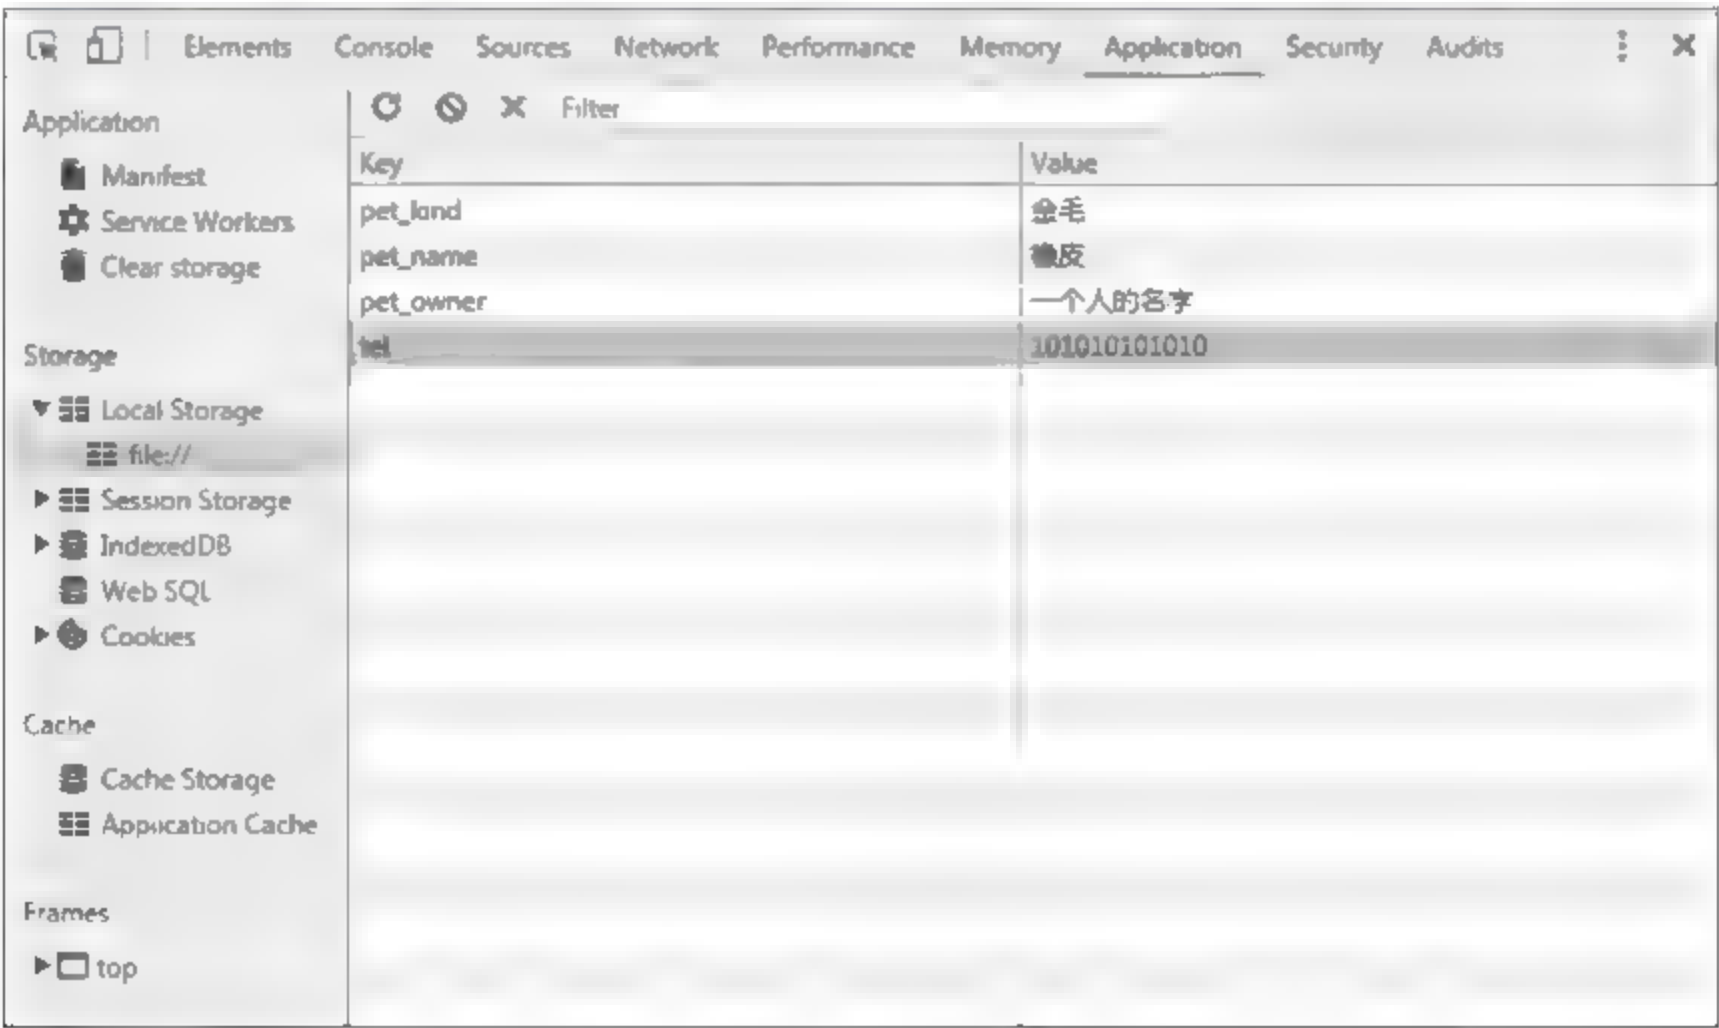 Elements Console Sources Network Performance Memory Application Security Audits
Filter
Application
Manifest
Service Workers
Clear storage
Storage
Local Storage
file://
Session Storage
IndexedDB
Web SQL
Cookies
Cache
Cache Storage
Application Cache
Frames
top
Key Value
pet_kind 金毛
pet_name
pet_owner 一个人的名字
tel 101010101010